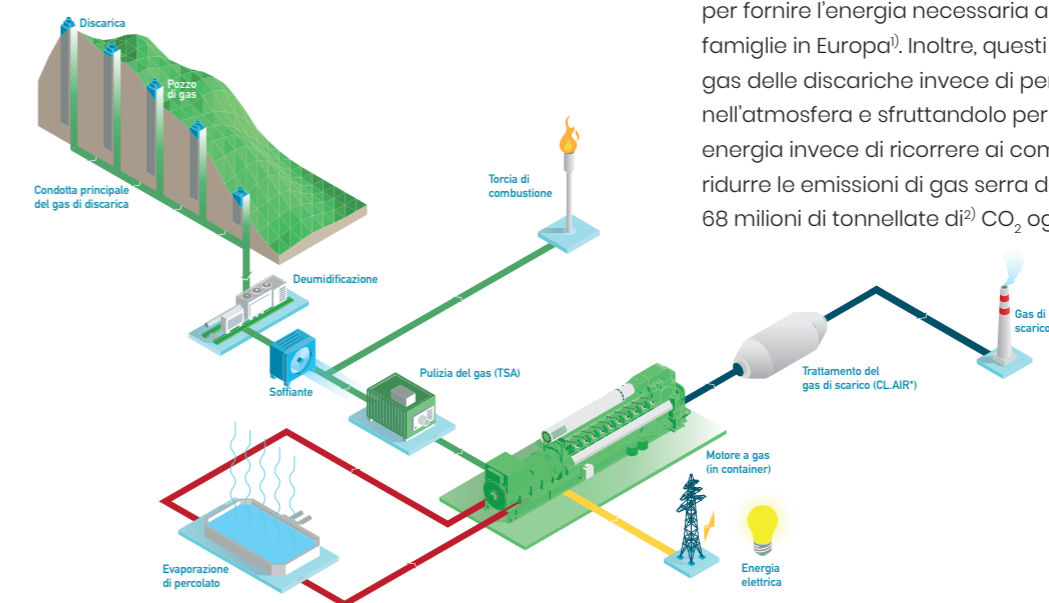 per fornire l'energia necessaria a
famiglie in Europa¹⁾. Inoltre, questi
gas delle discariche invece di per
nell'atmosfera e sfruttandolo per
energia invece di ricorrere ai com
ridurre le emissioni di gas serra d
68 milioni di tonnellate di²⁾ CO₂ og
Discarica
Pozzo
di gas
Condotta principale
del gas di discarica
Torcia di
combustione
Deumidificazione
Soffiante
Pulizia del gas (TSA)
Gas di
scarico
Trattamento del
gas di scarico (CL.AIR*)
Motore a gas
(in container)
Evaporazione
di percolato
Energia
elettrica